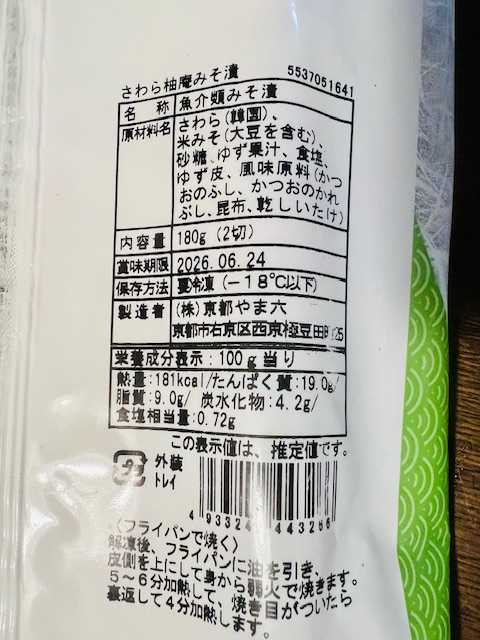 さわら柚庵みそ漬 5537051641
名 称 魚介類みそ漬
原材料名 さわら(韓国)、
米みそ(大豆を含む)、
砂糖、ゆず果汁、食塩、
ゆず皮、風味原料(かつ
おのふし、かつおのかれ
ぶし、昆布、乾しいたけ)
内容量 180g (2切)
賞味期限 2026.06.24
保存方法 要冷凍(-18℃以下)
製造者 (株)京都やま六
京都市右京区西京極豆田町25
栄養成分表示:100g当り
熱量:181kcal/たんぱく質:19.0g/
脂質:9.0g/ 炭水化物:4.2g/
食塩相当量:0.72g
この表示値は、推定値です。
プラ 外装
トレイ
4 93324 443286
(フライパンで焼く)
解凍後、フライパンに油を引き、
皮側を上にして身から弱火で焼きます。
5~6分加熱して、焼き目がついたら
裏返して4分加熱します。